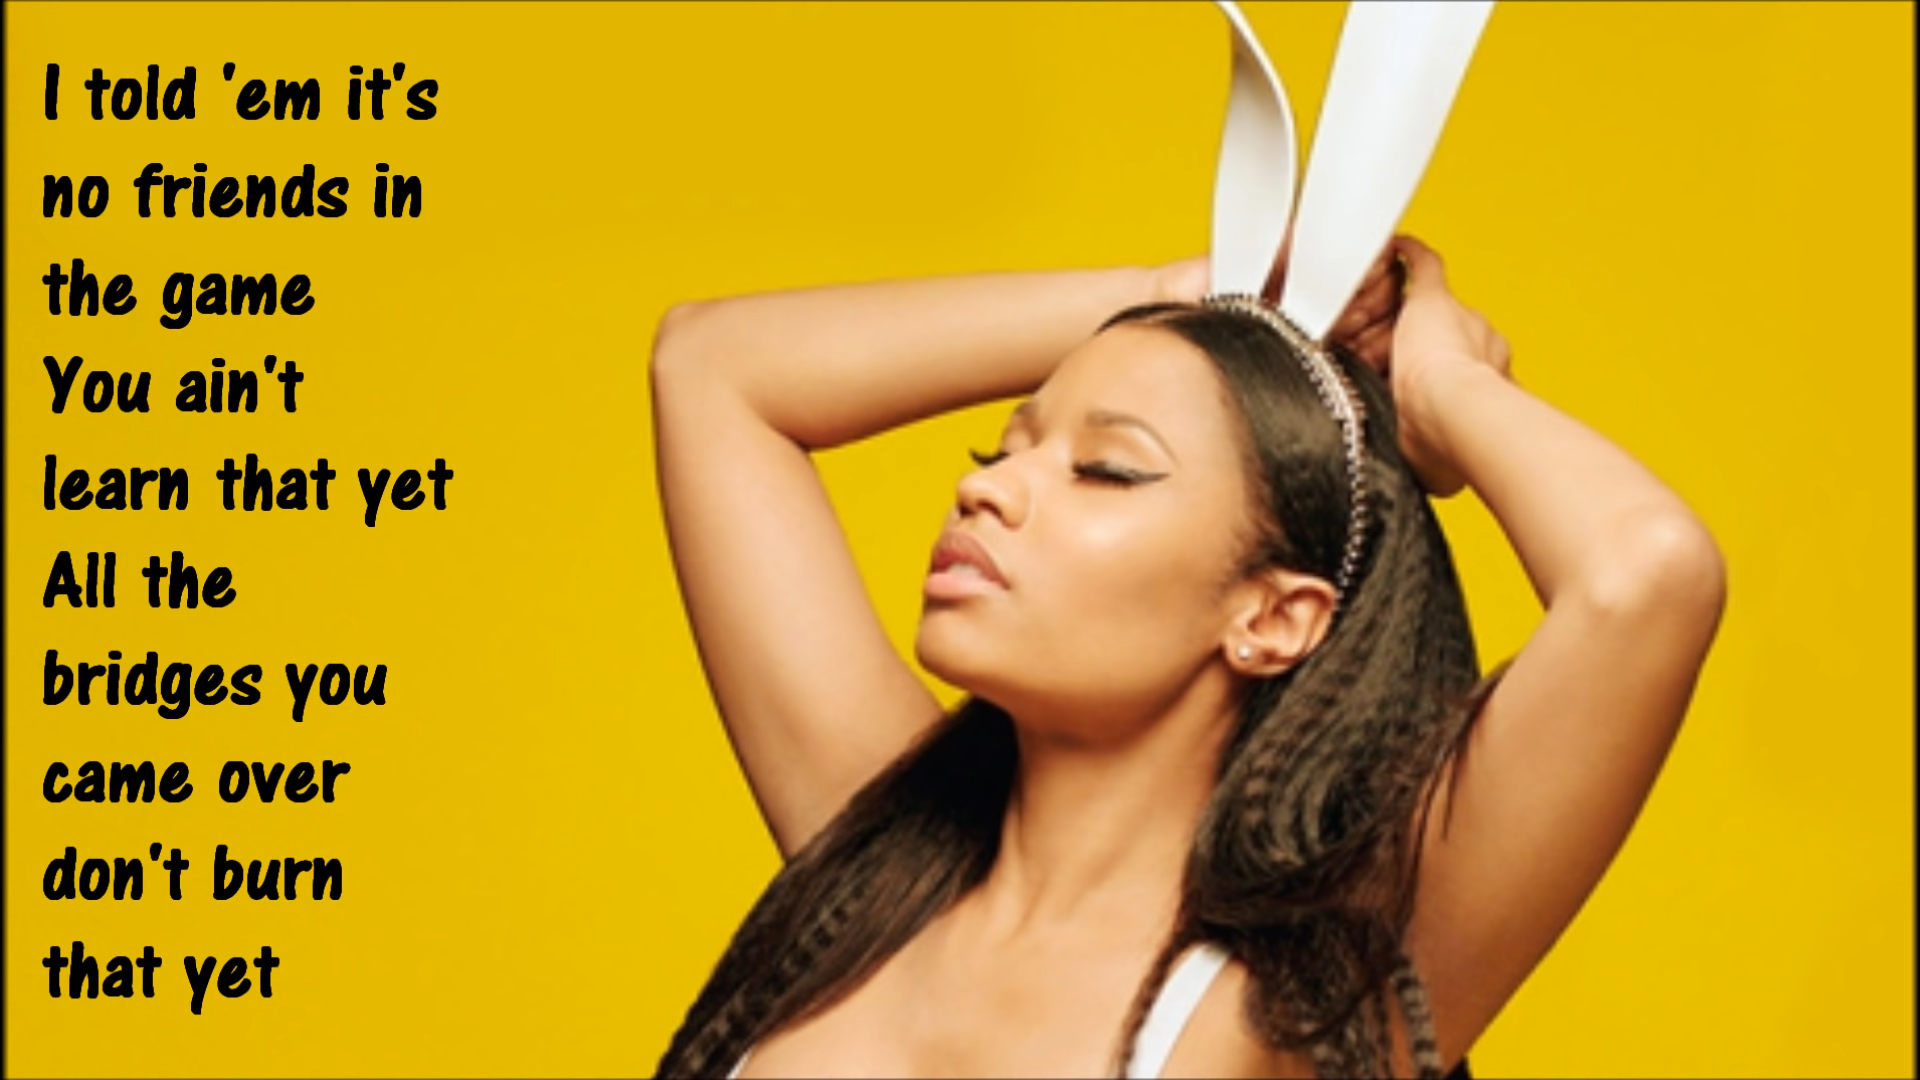 I told 'em it's
no friends in
the game
You ain't
learn that yet
All the
bridges you
came over
don't burn
that yet